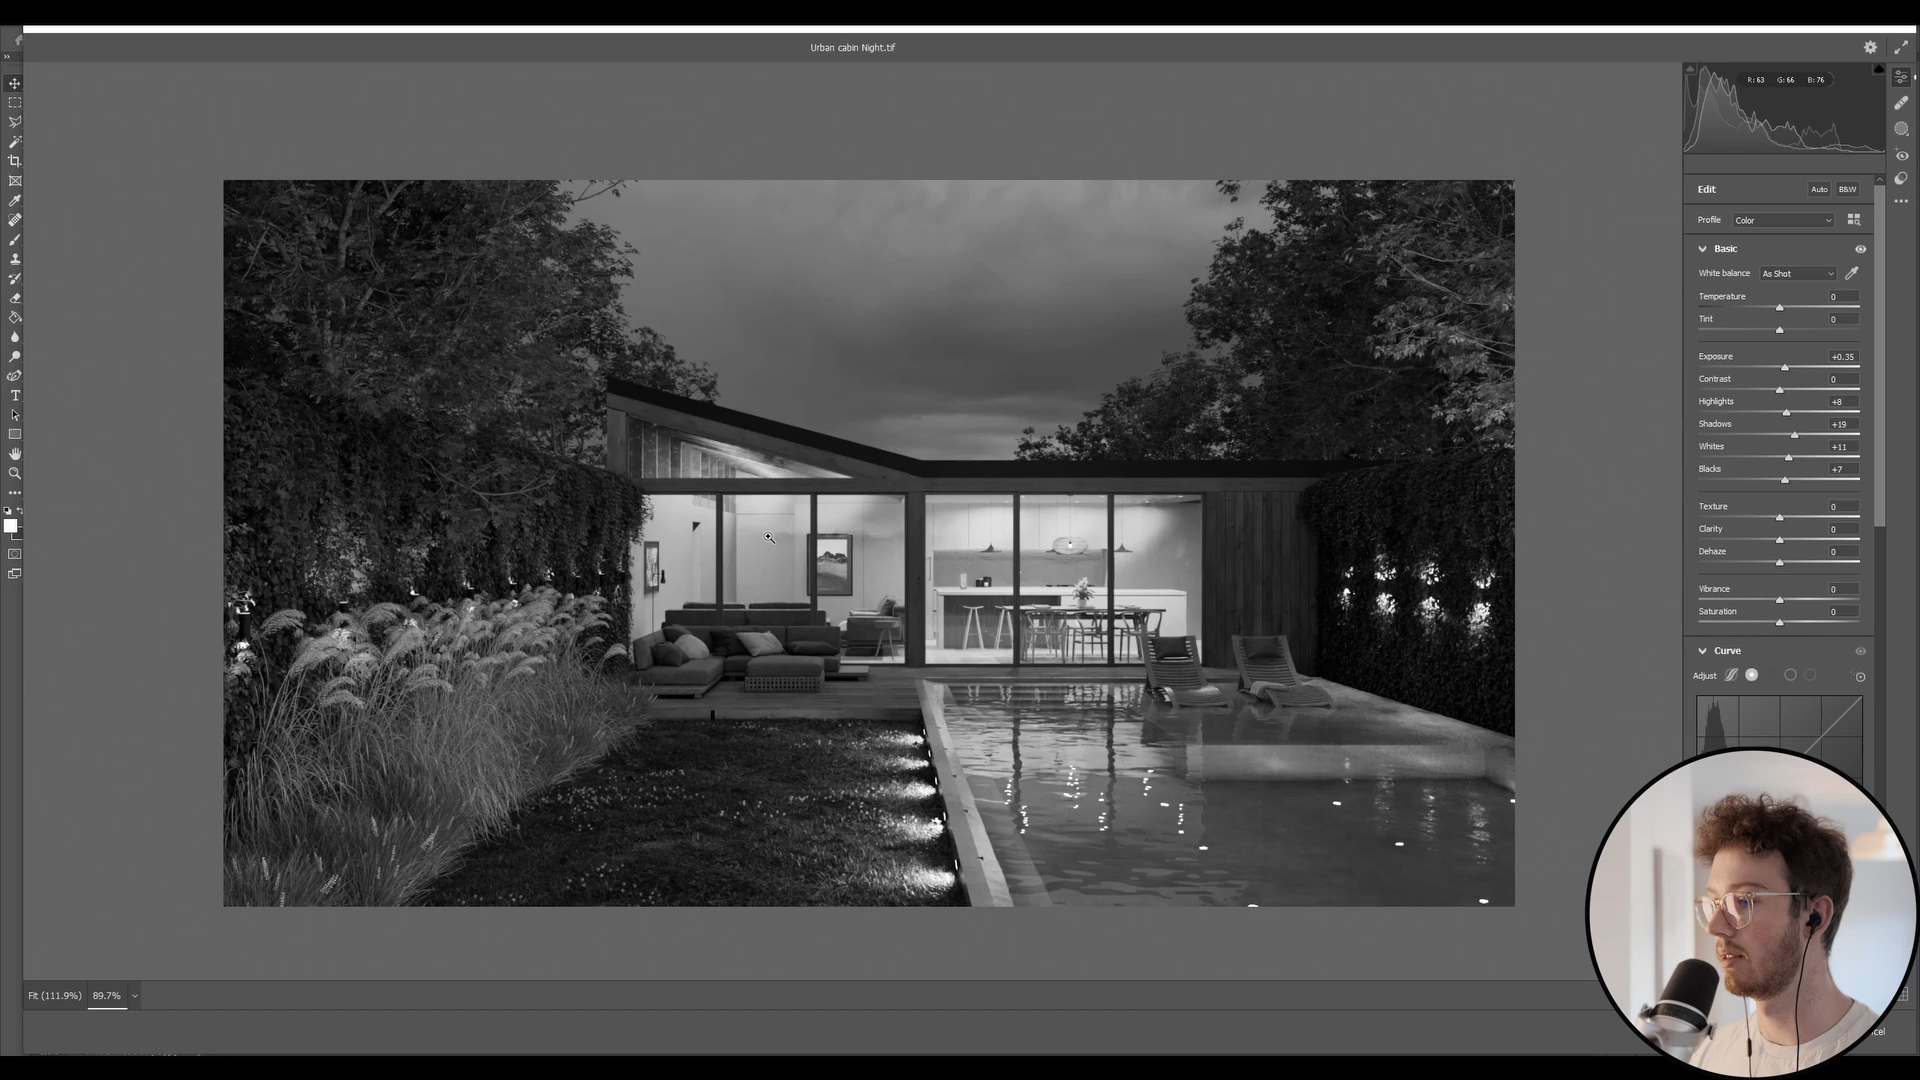 Urban cabin Night.tif
R: 63 G: 66 B: 76
Edit Auto B&W
Profile Color
Basic
White balance As Shot
Temperature 0
Tint 0
Exposure +0.35
Contrast 0
Highlights +8
Shadows +19
Whites +11
Blacks +7
Texture 0
Clarity 0
Dehaze 0
Vibrance 0
Saturation 0
Curve
Adjust
Fit (111.9%) 89.7%